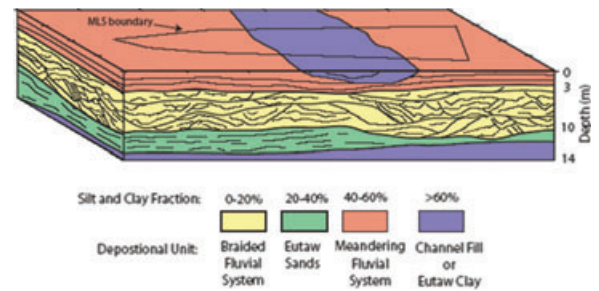 MLS boundary
0
3
10
14
Depth (m)
Silt and Clay Fraction: 0-20% 20-40% 40-60% >60%
Depostional Unit: Braided Fluvial System Eutaw Sands Meandering Fluvial System Channel Fill or Eutaw Clay